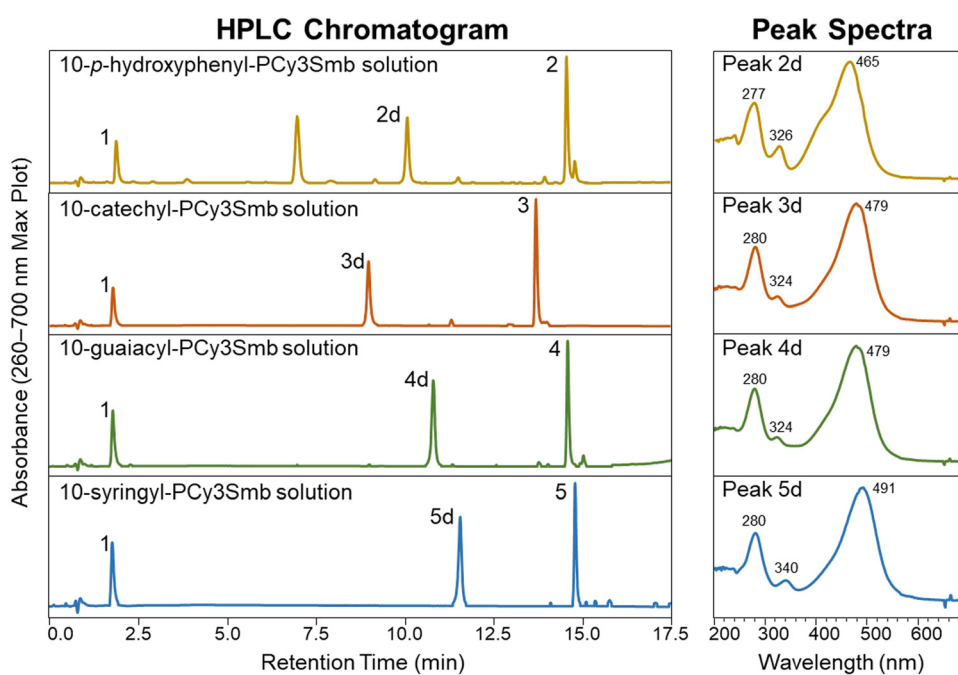 HPLC Chromatogram
Peak Spectra
Absorbance (260–700 nm Max Plot)
10-p-hydroxyphenyl-PCy3Smb solution
1
2d
2
10-catechyl-PCy3Smb solution
1
3d
3
10-guaiacyl-PCy3Smb solution
1
4d
4
10-syringyl-PCy3Smb solution
1
5d
5
0.0 2.5 5.0 7.5 10.0 12.5 15.0 17.5
Retention Time (min)
Peak 2d
277
326
465
Peak 3d
280
324
479
Peak 4d
280
324
479
Peak 5d
280
340
491
200 300 400 500 600
Wavelength (nm)